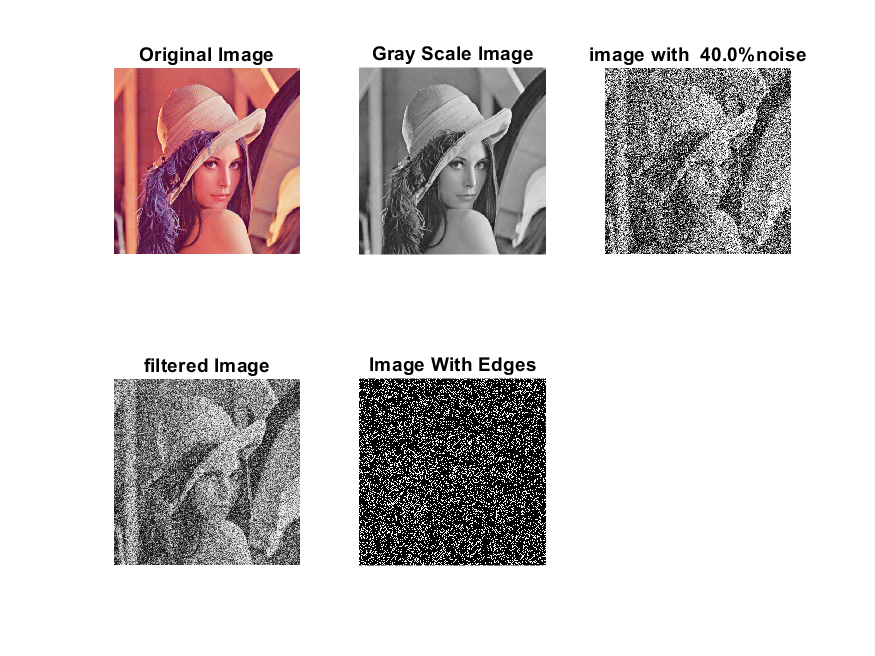 Original Image
Gray Scale Image
image with  40.0%noise
filtered Image
Image With Edges